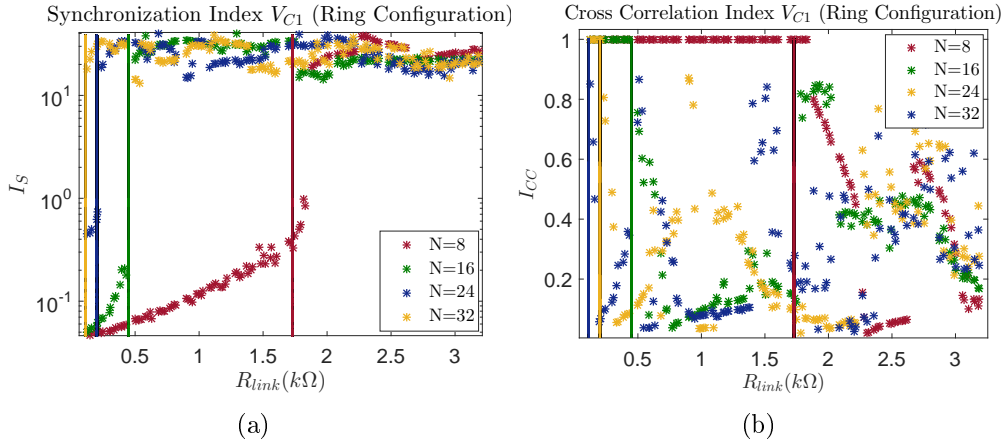 Synchronization Index V_{C1} (Ring Configuration)
I_S
10^1
10^0
10^{-1}
0.5 1 1.5 2 2.5 3
R_{link}(kΩ)
N=8
N=16
N=24
N=32
(a)
Cross Correlation Index V_{C1} (Ring Configuration)
I_{CC}
1
0.8
0.6
0.4
0.2
0.5 1 1.5 2 2.5 3
R_{link}(kΩ)
N=8
N=16
N=24
N=32
(b)